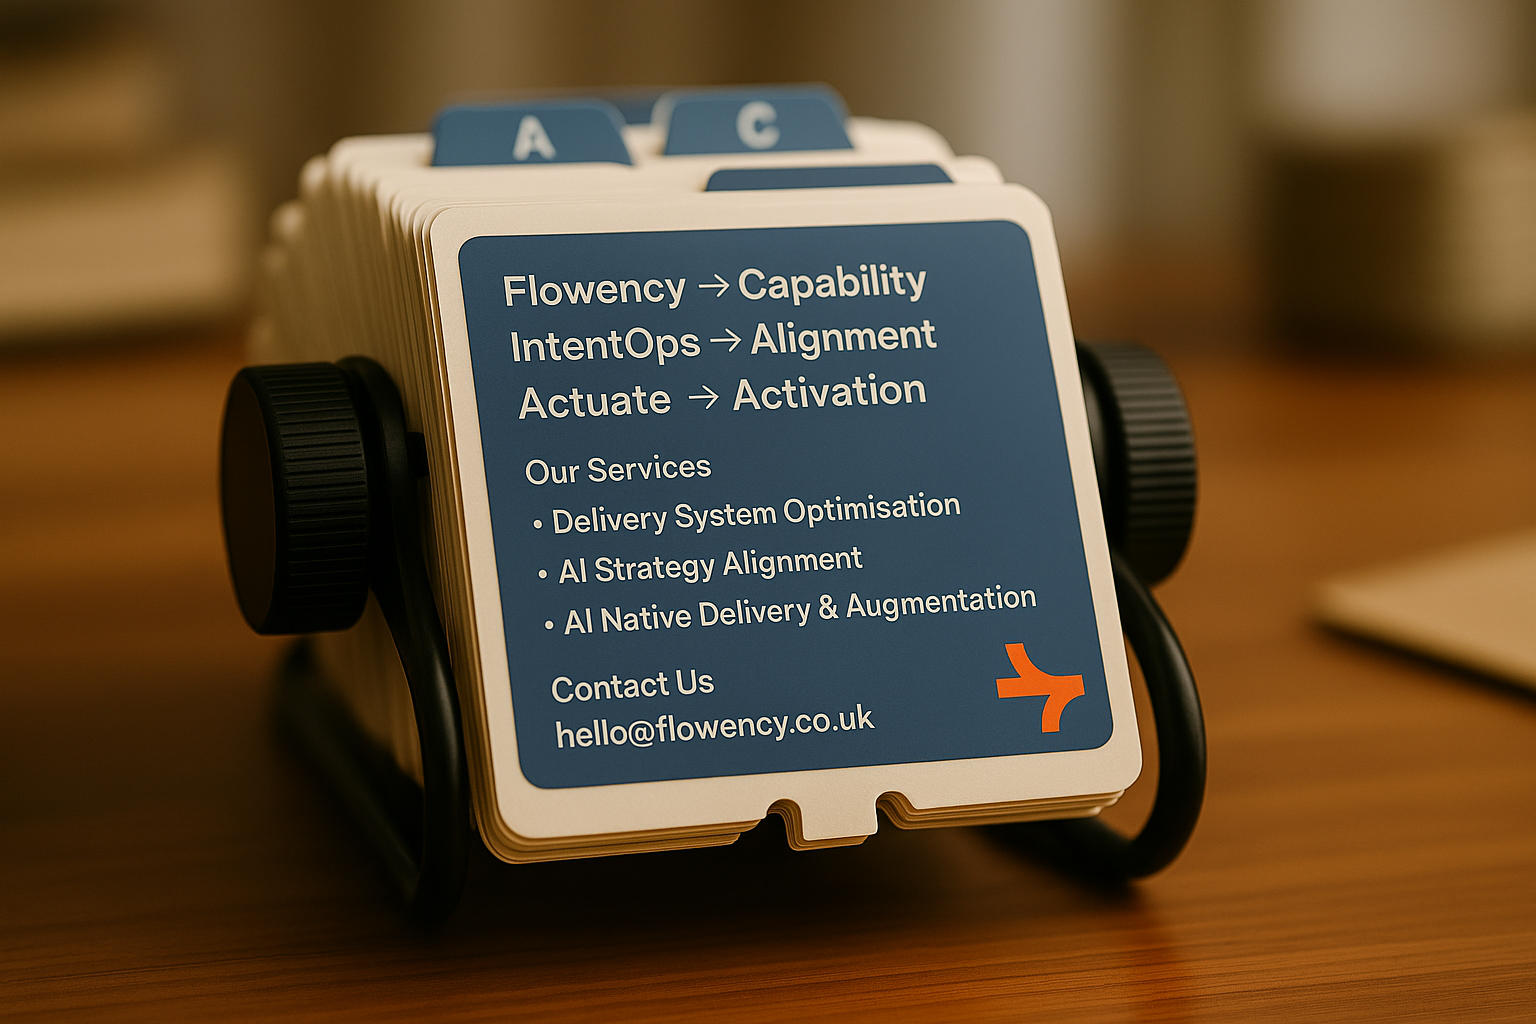 A
C
Flowency → Capability
IntentOps → Alignment
Actuate → Activation
Our Services
• Delivery System Optimisation
• AI Strategy Alignment
• AI Native Delivery & Augmentation
Contact Us
hello@flowency.co.uk